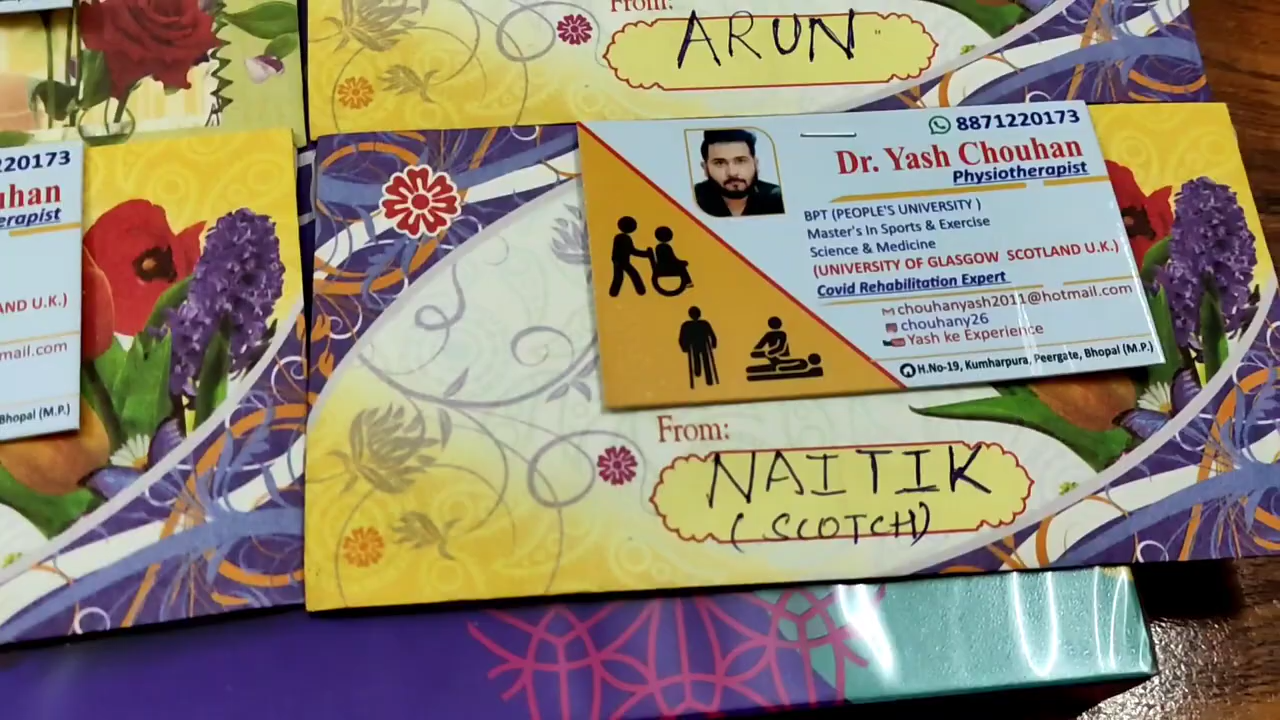 From:
ARUN
220173
uhan
erapist
AND U.K.)
mail.com
Bhopal (M.P.)
8871220173
Dr. Yash Chouhan
Physiotherapist
BPT (PEOPLE'S UNIVERSITY )
Master's In Sports & Exercise
Science & Medicine
(UNIVERSITY OF GLASGOW SCOTLAND U.K.)
Covid Rehabilitation Expert
chouhanyash2011@hotmail.com
chouhany26
Yash ke Experience
H.No-19, Kumharpura, Peergate, Bhopal (M.P.)
From:
NAITIK
(SCOTCH)